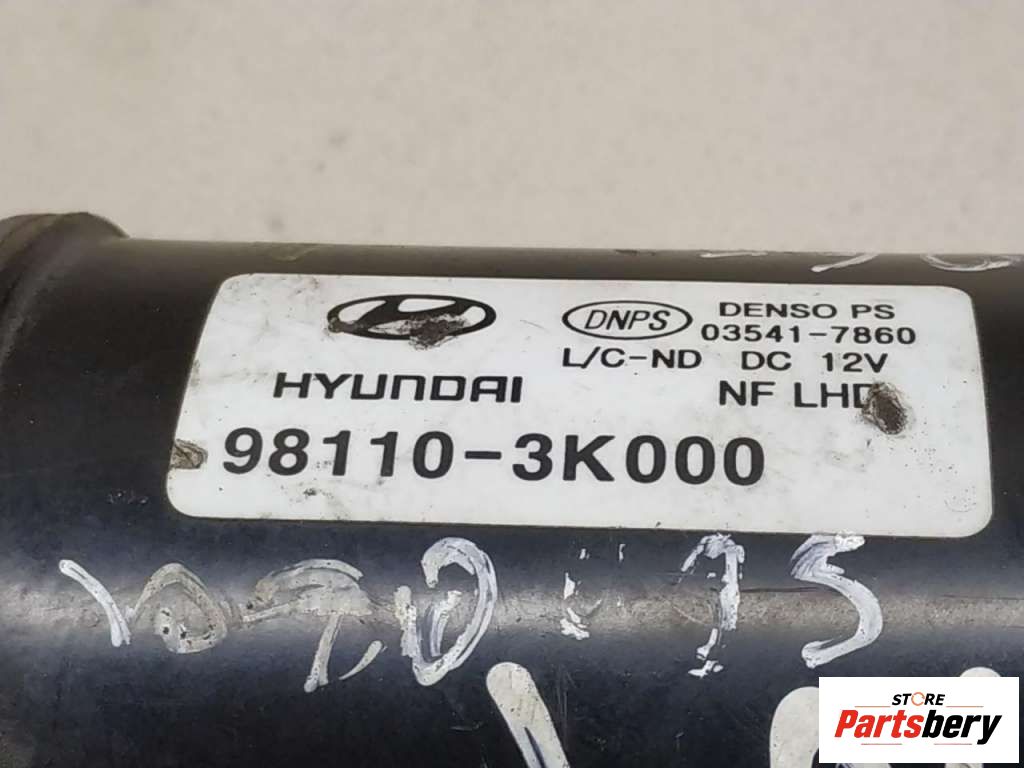 DNPS
DENSO PS
03541-7860
L/C-ND DC 12V
HYUNDAI
NF LHD
98110-3K000
STORE
Partsbery